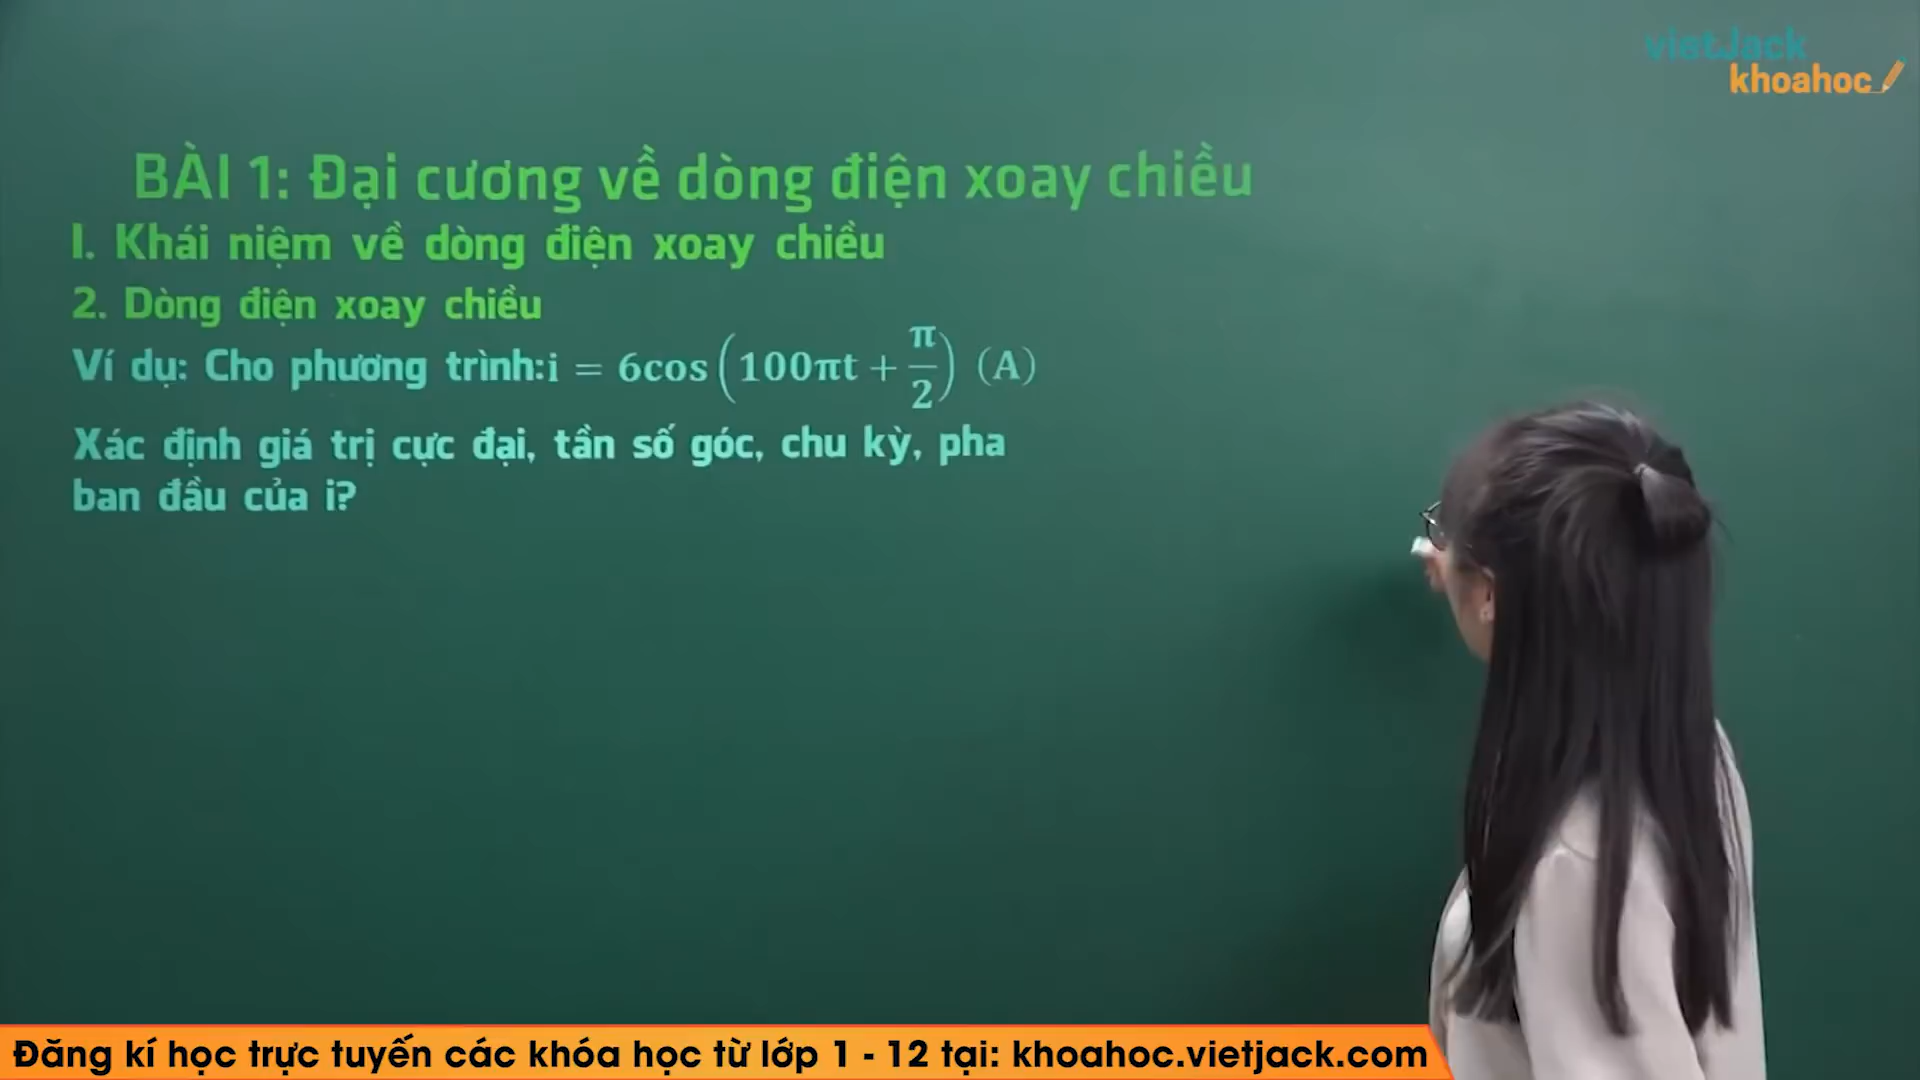 vietJack
khoahoc
BÀI 1: Đại cương về dòng điện xoay chiều
I. Khái niệm về dòng điện xoay chiều
2. Dòng điện xoay chiều
Ví dụ: Cho phương trình:i = 6cos(100πt + π/2) (A)
Xác định giá trị cực đại, tần số góc, chu kỳ, pha
ban đầu của i?
Đăng kí học trực tuyến các khóa học từ lớp 1 - 12 tại: khoahoc.vietjack.com